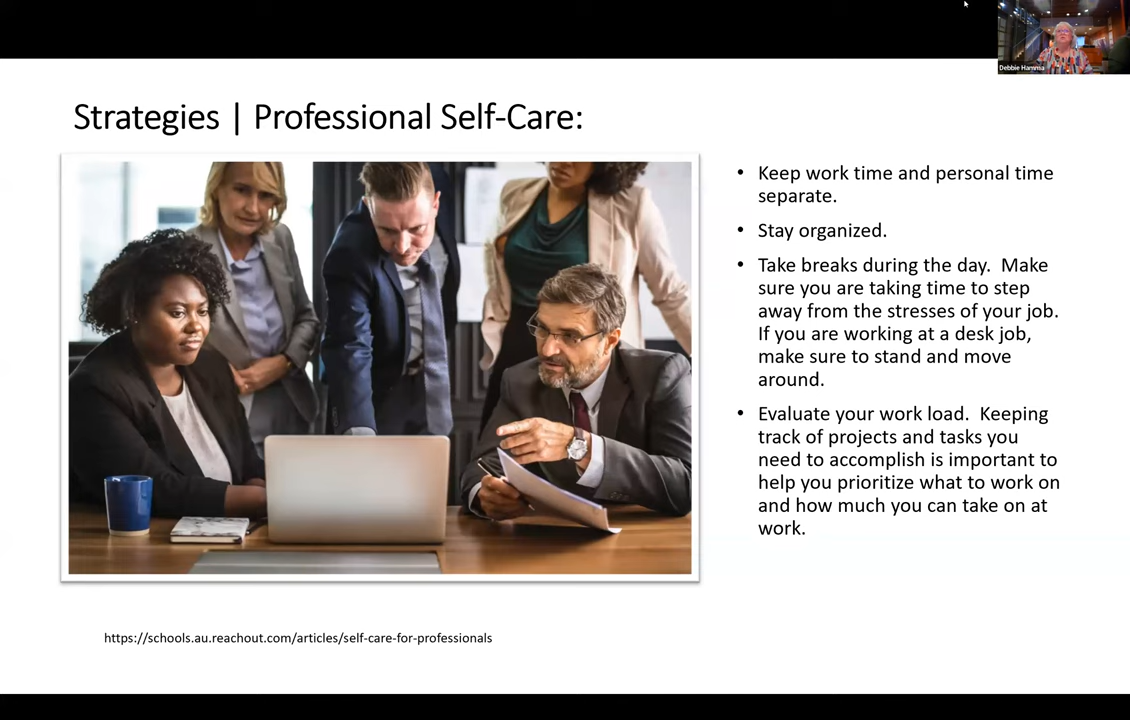 Debbie Hamma
Strategies | Professional Self-Care:
• Keep work time and personal time
separate.
• Stay organized.
• Take breaks during the day.  Make
sure you are taking time to step
away from the stresses of your job.
If you are working at a desk job,
make sure to stand and move
around.
• Evaluate your work load.  Keeping
track of projects and tasks you
need to accomplish is important to
help you prioritize what to work on
and how much you can take on at
work.
https://schools.au.reachout.com/articles/self-care-for-professionals